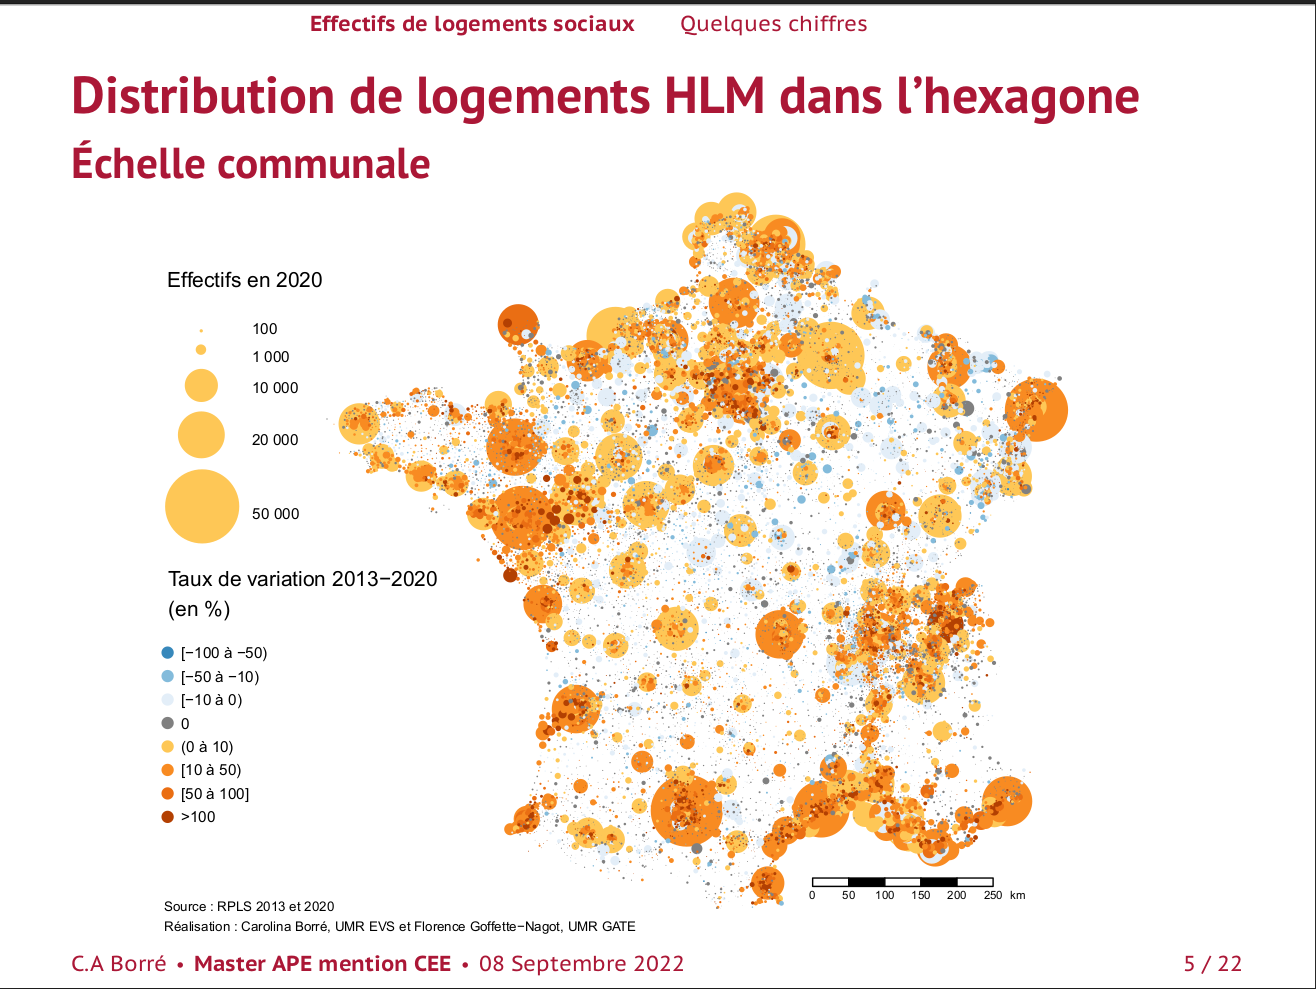 Effectifs de logements sociaux Quelques chiffres
Distribution de logements HLM dans l’hexagone
Échelle communale
Effectifs en 2020
100
1 000
10 000
20 000
50 000
Taux de variation 2013−2020
(en %)
[−100 à −50)
[−50 à −10)
[−10 à 0)
0
(0 à 10)
[10 à 50)
[50 à 100]
>100
0 50 100 150 200 250 km
Source : RPLS 2013 et 2020
Réalisation : Carolina Borré, UMR EVS et Florence Goffette−Nagot, UMR GATE
C.A Borré • Master APE mention CEE • 08 Septembre 2022 5 / 22